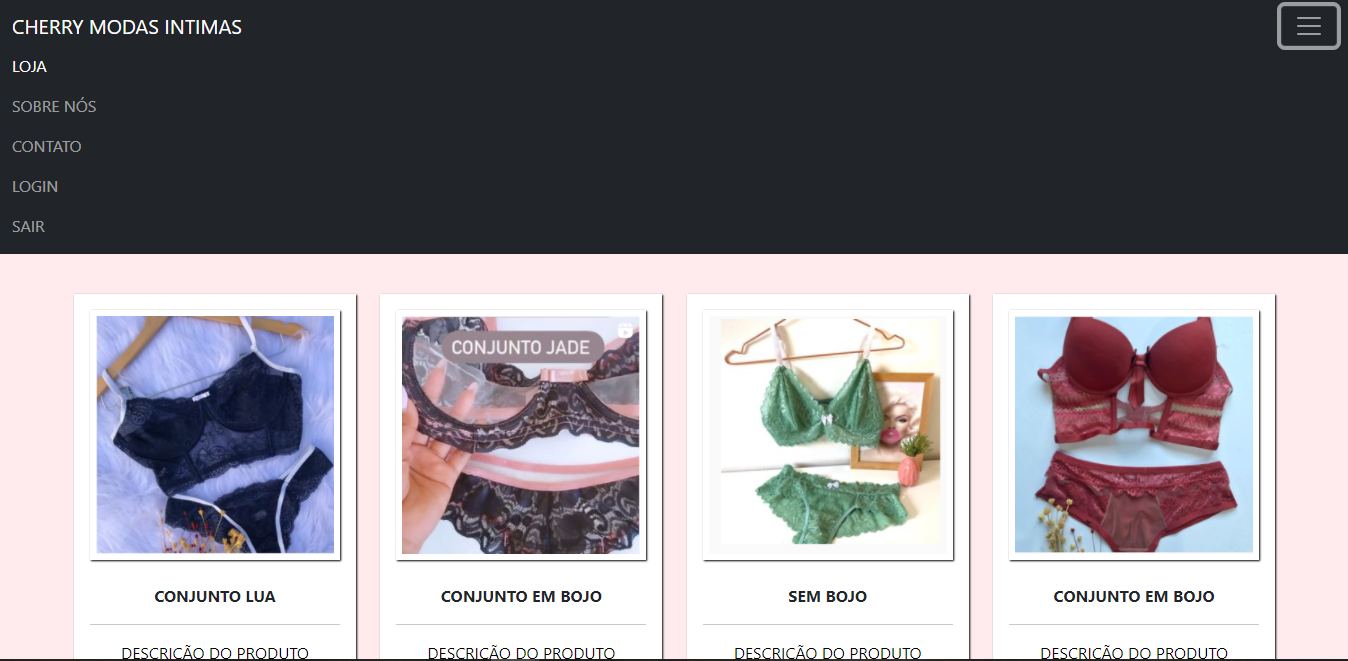 CHERRY MODAS INTIMAS
LOJA
SOBRE NÓS
CONTATO
LOGIN
SAIR
CONJUNTO JADE
CONJUNTO LUA
CONJUNTO EM BOJO
SEM BOJO
CONJUNTO EM BOJO
DESCRIÇÃO DO PRODUTO
DESCRIÇÃO DO PRODUTO
DESCRIÇÃO DO PRODUTO
DESCRIÇÃO DO PRODUTO